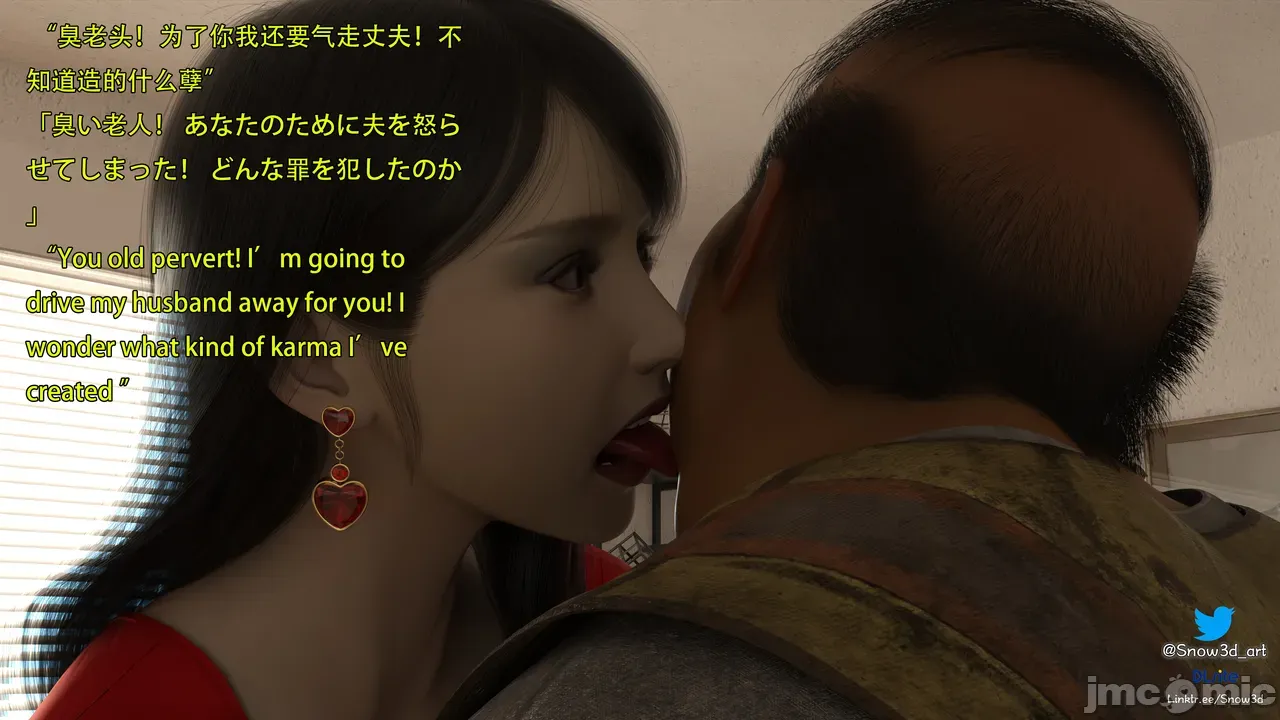 “臭老头！为了你我还要气走丈夫！不
知道造的什么孽”
「臭い老人！ あなたのために夫を怒ら
せてしまった！ どんな罪を犯したのか
」
“You old pervert! I’m going to
drive my husband away for you! I
wonder what kind of karma I’ve
created ”
@Snow3d_art
jmcomic
Linktr.ee/Snow3d